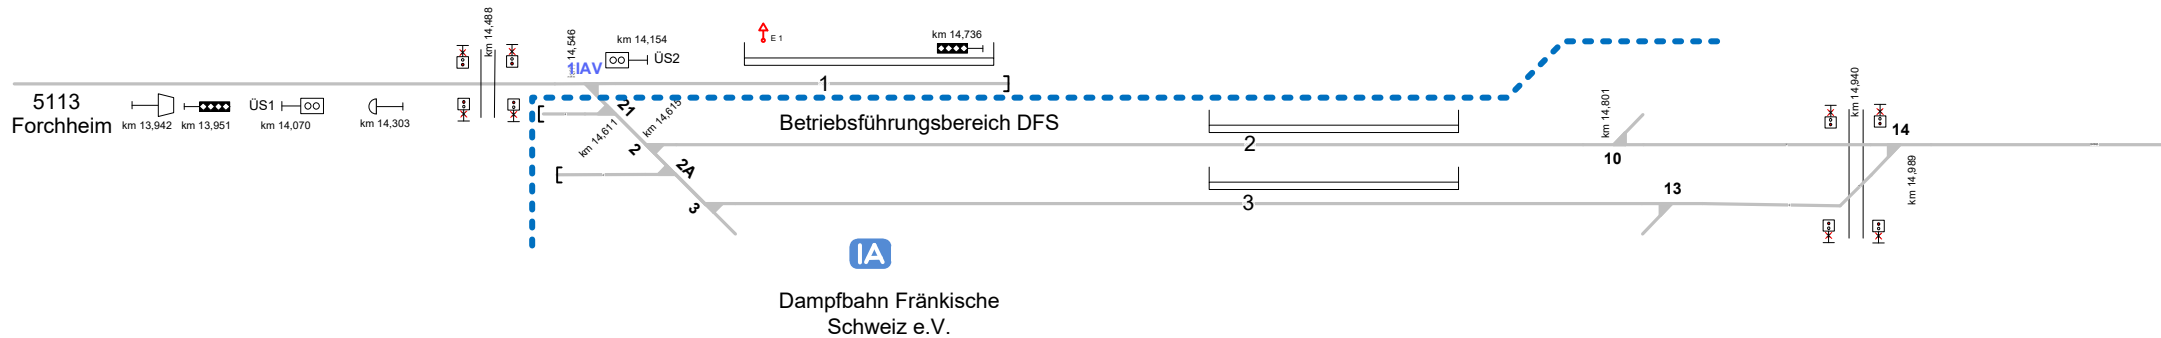 km 14,488
km 14,546
1IAV
km 14,154
ÜS2
E 1
km 14,736
1
5113
Forchheim
km 13,942
km 13,951
ÜS1
km 14,070
km 14,303
21
km 14,611
km 14,615
2
2A
3
Betriebsführungsbereich DFS
2
3
km 14,801
10
13
km 14,940
14
km 14,989
IA
Dampfbahn Fränkische
Schweiz e.V.